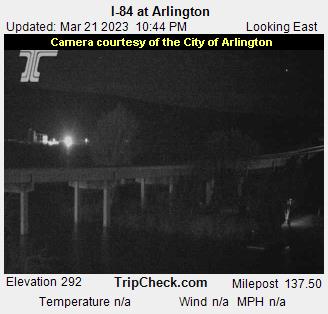 I-84 at Arlington
Updated: Mar 21 2023 10:44 PM Looking East
Camera courtesy of the City of Arlington
Elevation 292 TripCheck.com Milepost 137.50
Temperature n/a Wind n/a MPH n/a